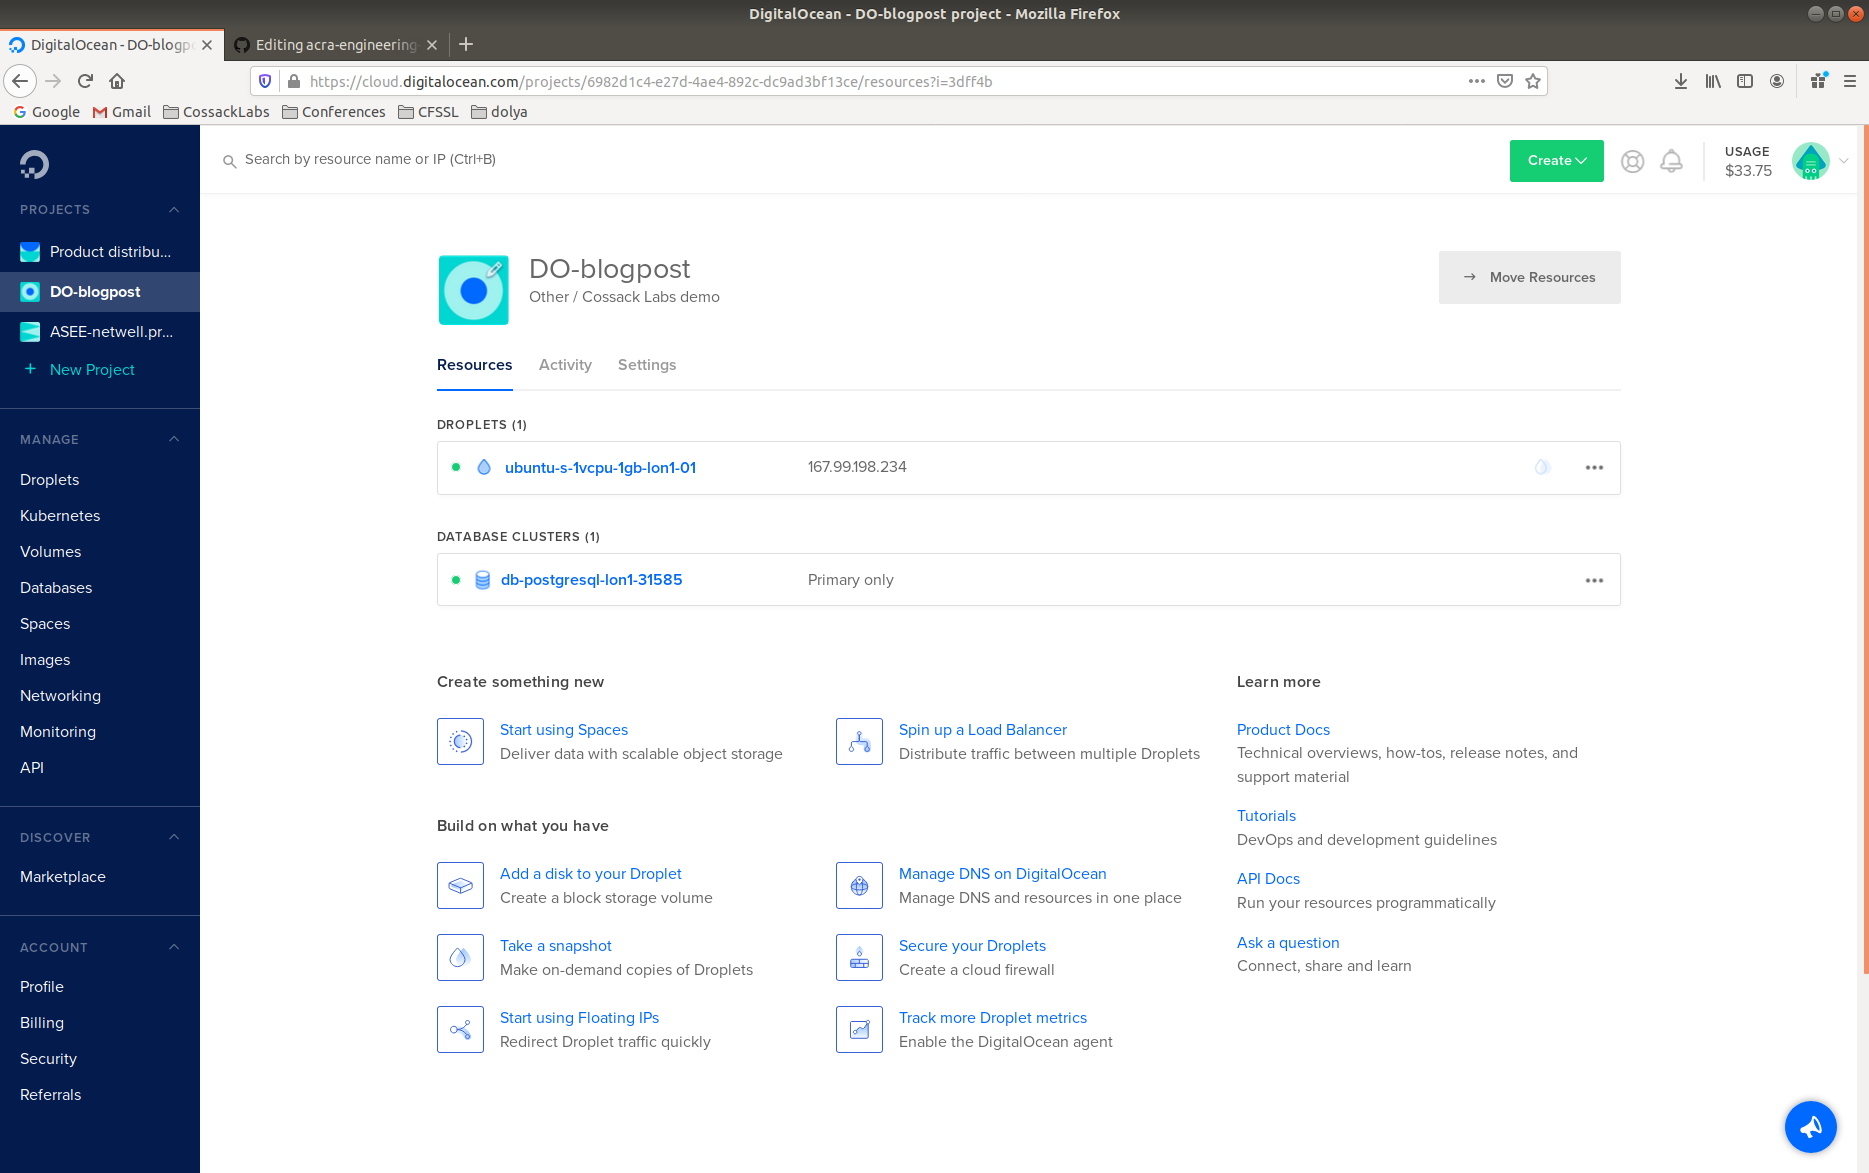 DigitalOcean - DO-blogpost project - Mozilla Firefox
DigitalOcean - DO-blogp
Editing acra-engineering
https://cloud.digitalocean.com/projects/6982d1c4-e27d-4ae4-892c-dc9ad3bf13ce/resources?i=3dff4b
Google
Gmail
CossackLabs
Conferences
CFSSL
dolya
Search by resource name or IP (Ctrl+B)
Create
USAGE
$33.75
PROJECTS
Product distribu...
DO-blogpost
ASEE-netwell.pr...
+ New Project
MANAGE
Droplets
Kubernetes
Volumes
Databases
Spaces
Images
Networking
Monitoring
API
DISCOVER
Marketplace
ACCOUNT
Profile
Billing
Security
Referrals
DO-blogpost
Other / Cossack Labs demo
→ Move Resources
Resources
Activity
Settings
DROPLETS (1)
ubuntu-s-1vcpu-1gb-lon1-01
167.99.198.234
DATABASE CLUSTERS (1)
db-postgresql-lon1-31585
Primary only
Create something new
Start using Spaces
Deliver data with scalable object storage
Spin up a Load Balancer
Distribute traffic between multiple Droplets
Build on what you have
Add a disk to your Droplet
Create a block storage volume
Manage DNS on DigitalOcean
Manage DNS and resources in one place
Take a snapshot
Make on-demand copies of Droplets
Secure your Droplets
Create a cloud firewall
Start using Floating IPs
Redirect Droplet traffic quickly
Track more Droplet metrics
Enable the DigitalOcean agent
Learn more
Product Docs
Technical overviews, how-tos, release notes, and
support material
Tutorials
DevOps and development guidelines
API Docs
Run your resources programmatically
Ask a question
Connect, share and learn